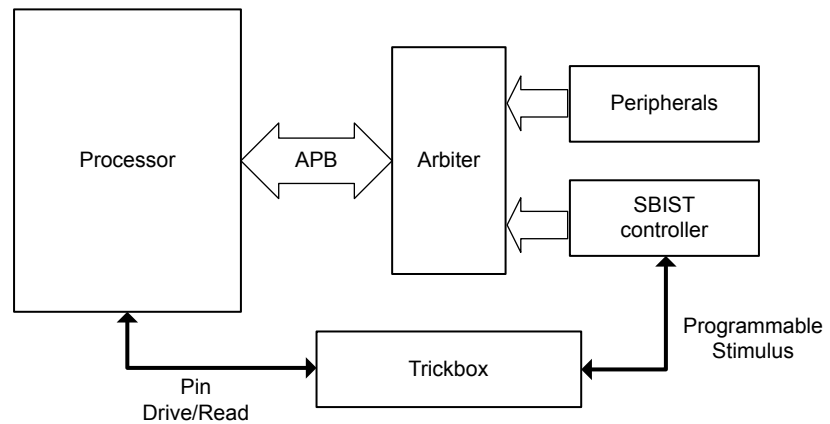 Processor
APB
Arbiter
Peripherals
SBIST
controller
Programmable
Stimulus
Trickbox
Pin
Drive/Read